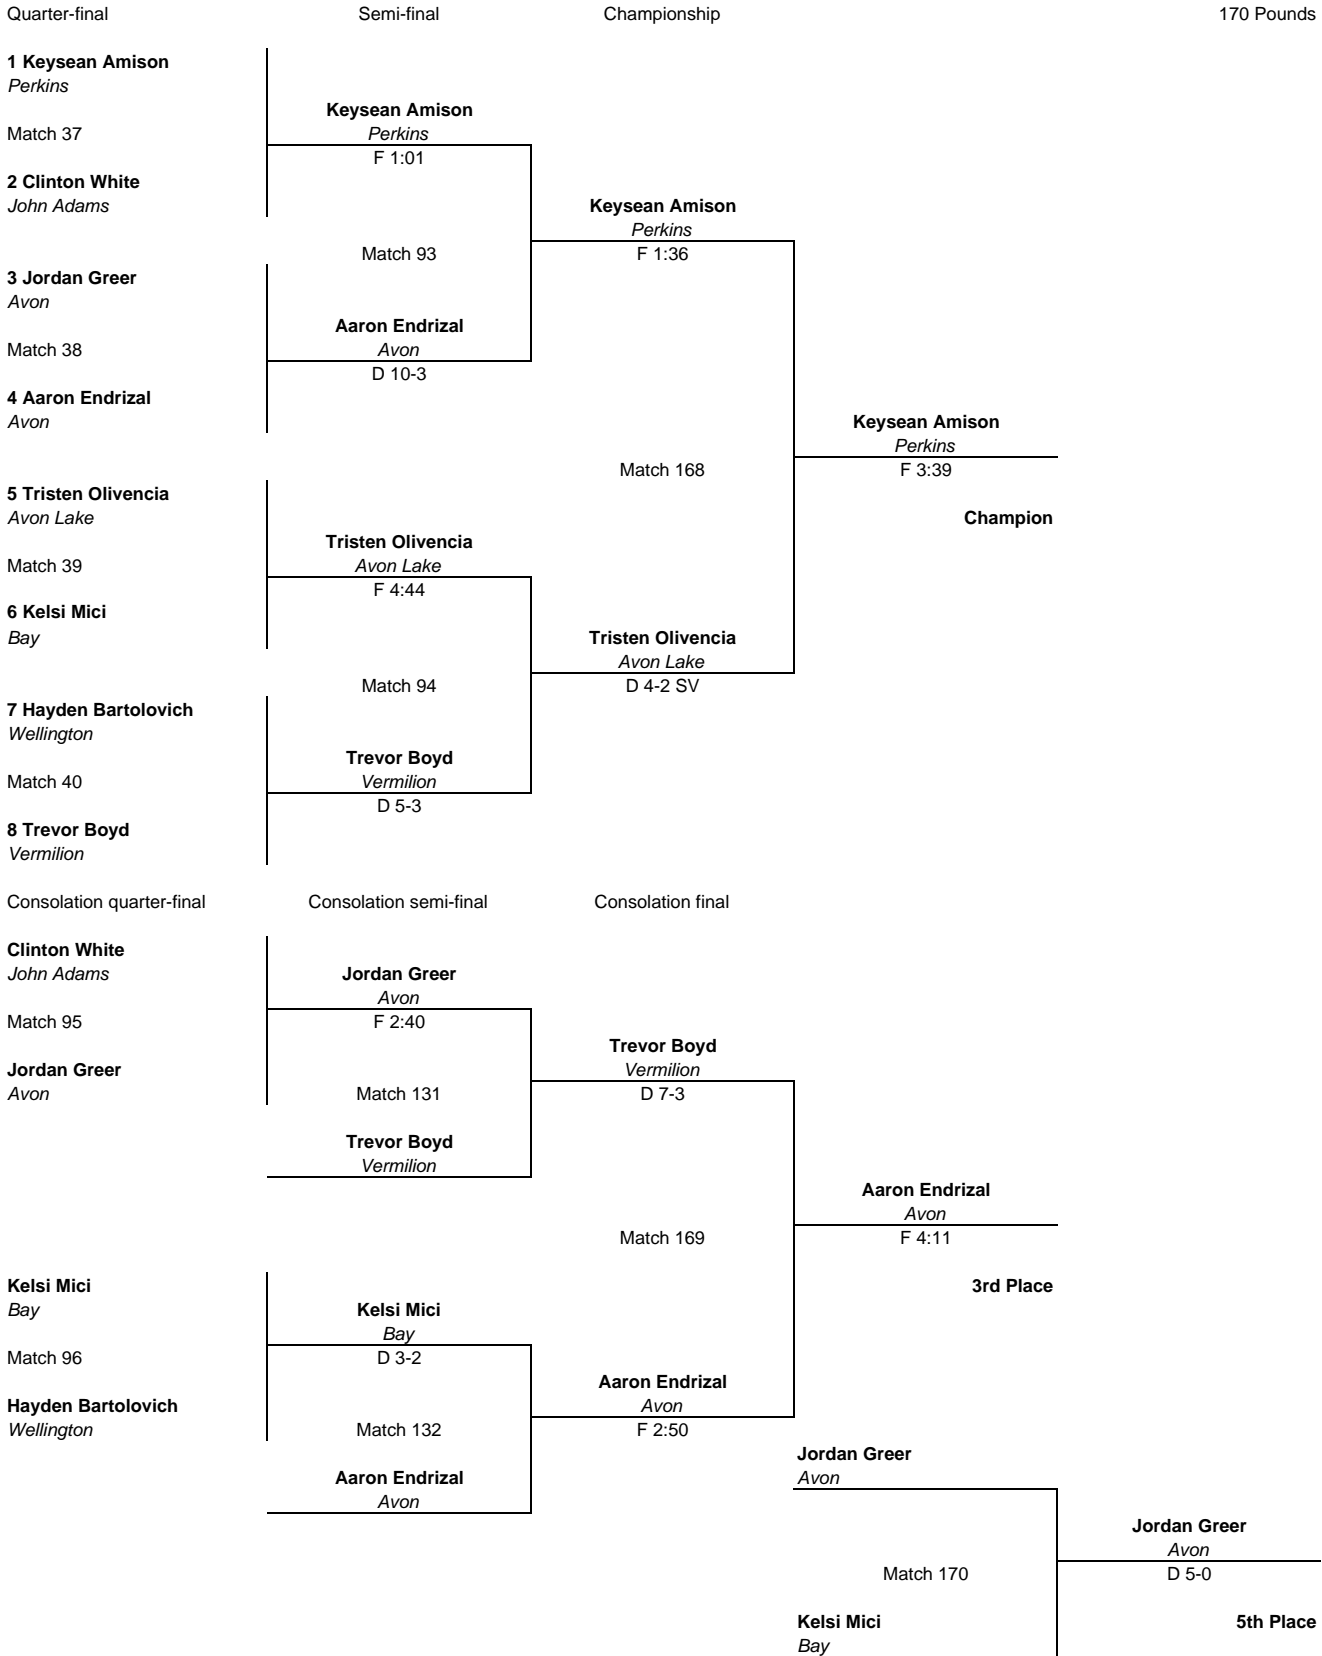 Quarter-final
Semi-final
Championship
170 Pounds
1 Keysean Amison
Perkins
Keysean Amison
Match 37
Perkins
F 1:01
2 Clinton White
John Adams
Keysean Amison
Perkins
Match 93
F 1:36
3 Jordan Greer
Avon
Aaron Endrizal
Match 38
Avon
D 10-3
4 Aaron Endrizal
Avon
Keysean Amison
Perkins
Match 168
F 3:39
5 Tristen Olivencia
Avon Lake
Champion
Tristen Olivencia
Match 39
Avon Lake
F 4:44
6 Kelsi Mici
Bay
Tristen Olivencia
Avon Lake
Match 94
D 4-2 SV
7 Hayden Bartolovich
Wellington
Trevor Boyd
Match 40
Vermilion
D 5-3
8 Trevor Boyd
Vermilion
Consolation quarter-final
Consolation semi-final
Consolation final
Clinton White
John Adams
Jordan Greer
Avon
Match 95
F 2:40
Trevor Boyd
Jordan Greer
Vermilion
Avon
Match 131
D 7-3
Trevor Boyd
Vermilion
Aaron Endrizal
Avon
Match 169
F 4:11
Kelsi Mici
3rd Place
Bay
Kelsi Mici
Bay
Match 96
D 3-2
Aaron Endrizal
Hayden Bartolovich
Avon
Wellington
Match 132
F 2:50
Jordan Greer
Aaron Endrizal
Avon
Avon
Jordan Greer
Avon
Match 170
D 5-0
Kelsi Mici
5th Place
Bay